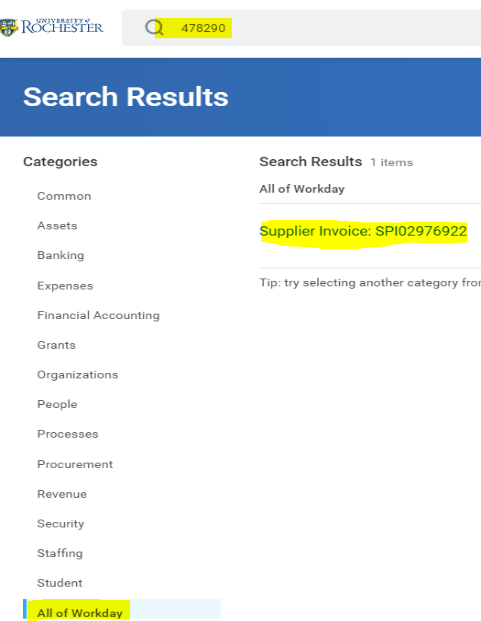 UNIVERSITY of
ROCHESTER
478290
Search Results
Categories
Common
Assets
Banking
Expenses
Financial Accounting
Grants
Organizations
People
Processes
Procurement
Revenue
Security
Staffing
Student
All of Workday
Search Results 1 items
All of Workday
Supplier Invoice: SPI02976922
Tip: try selecting another category fro